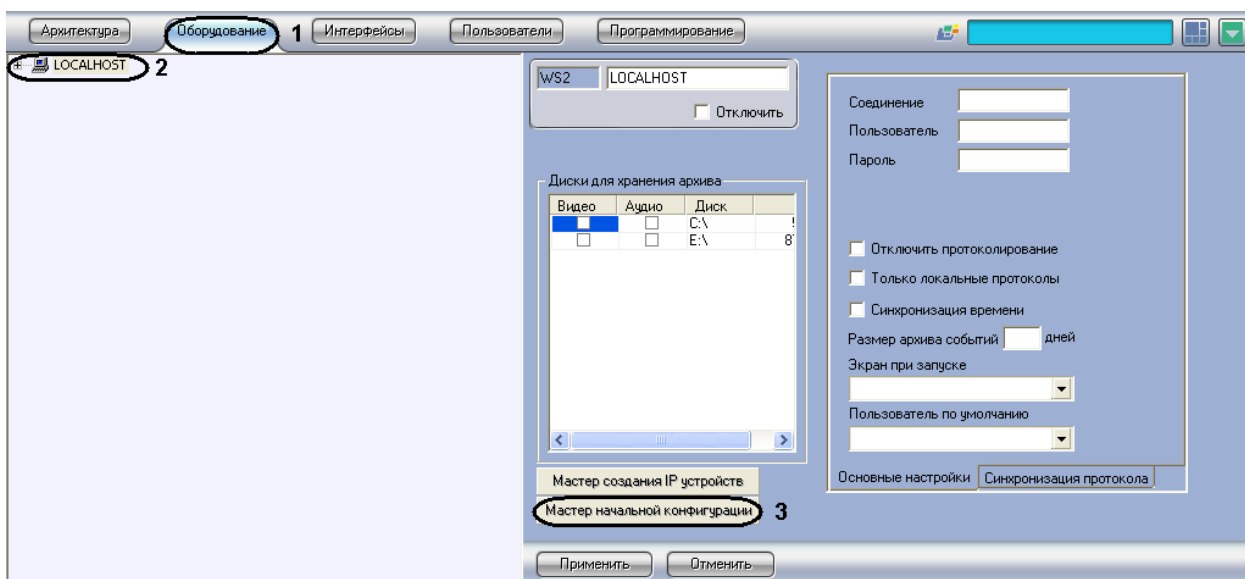 Архитектура Оборудование 1 Интерфейсы Пользователи Программирование
LOCALHOST 2
WS2 LOCALHOST
Отключить
Диски для хранения архива
Видео Аудио Диск
C:\
E:\ 8
Мастер создания IP устройств
Мастер начальной конфигурации 3
Соединение
Пользователь
Пароль
Отключить протоколирование
Только локальные протоколы
Синхронизация времени
Размер архива событий дней
Экран при запуске
Пользователь по умолчанию
Основные настройки Синхронизация протокола
Применить Отменить